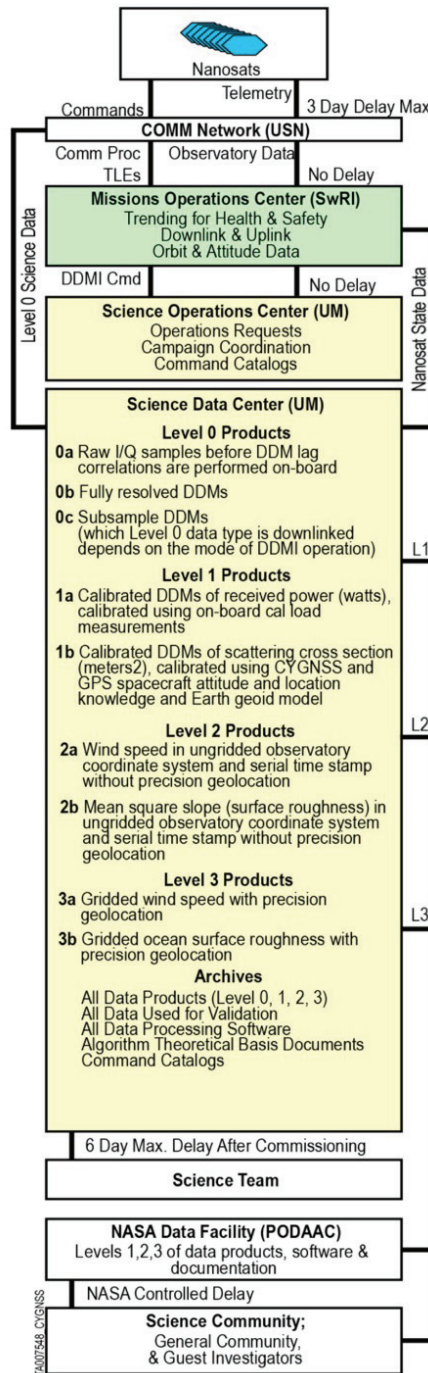 Nanosats
Commands
Telemetry
3 Day Delay Max
COMM Network (USN)
Comm Proc
TLEs
Observatory Data
No Delay
Missions Operations Center (SwRI)
Trending for Health & Safety
Downlink & Uplink
Orbit & Attitude Data
DDMI Cmd
No Delay
Level 0 Science Data
Nanosat State Data
Science Operations Center (UM)
Operations Requests
Campaign Coordination
Command Catalogs
Science Data Center (UM)
Level 0 Products
0a Raw I/Q samples before DDM lag
correlations are performed on-board
0b Fully resolved DDMs
0c Subsample DDMs
(which Level 0 data type is downlinked
depends on the mode of DDMI operation)
L1
Level 1 Products
1a Calibrated DDMs of received power (watts),
calibrated using on-board cal load
measurements
1b Calibrated DDMs of scattering cross section
(meters2), calibrated using CYGNSS and
GPS spacecraft attitude and location
knowledge and Earth geoid model
L2
Level 2 Products
2a Wind speed in ungridded observatory
coordinate system and serial time stamp
without precision geolocation
2b Mean square slope (surface roughness) in
ungridded observatory coordinate system
and serial time stamp without precision
geolocation
Level 3 Products
3a Gridded wind speed with precision
geolocation
L3
3b Gridded ocean surface roughness with
precision geolocation
Archives
All Data Products (Level 0, 1, 2, 3)
All Data Used for Validation
All Data Processing Software
Algorithm Theoretical Basis Documents
Command Catalogs
6 Day Max. Delay After Commissioning
Science Team
NASA Data Facility (PODAAC)
Levels 1,2,3 of data products, software &
documentation
NASA Controlled Delay
Science Community;
General Community,
& Guest Investigators